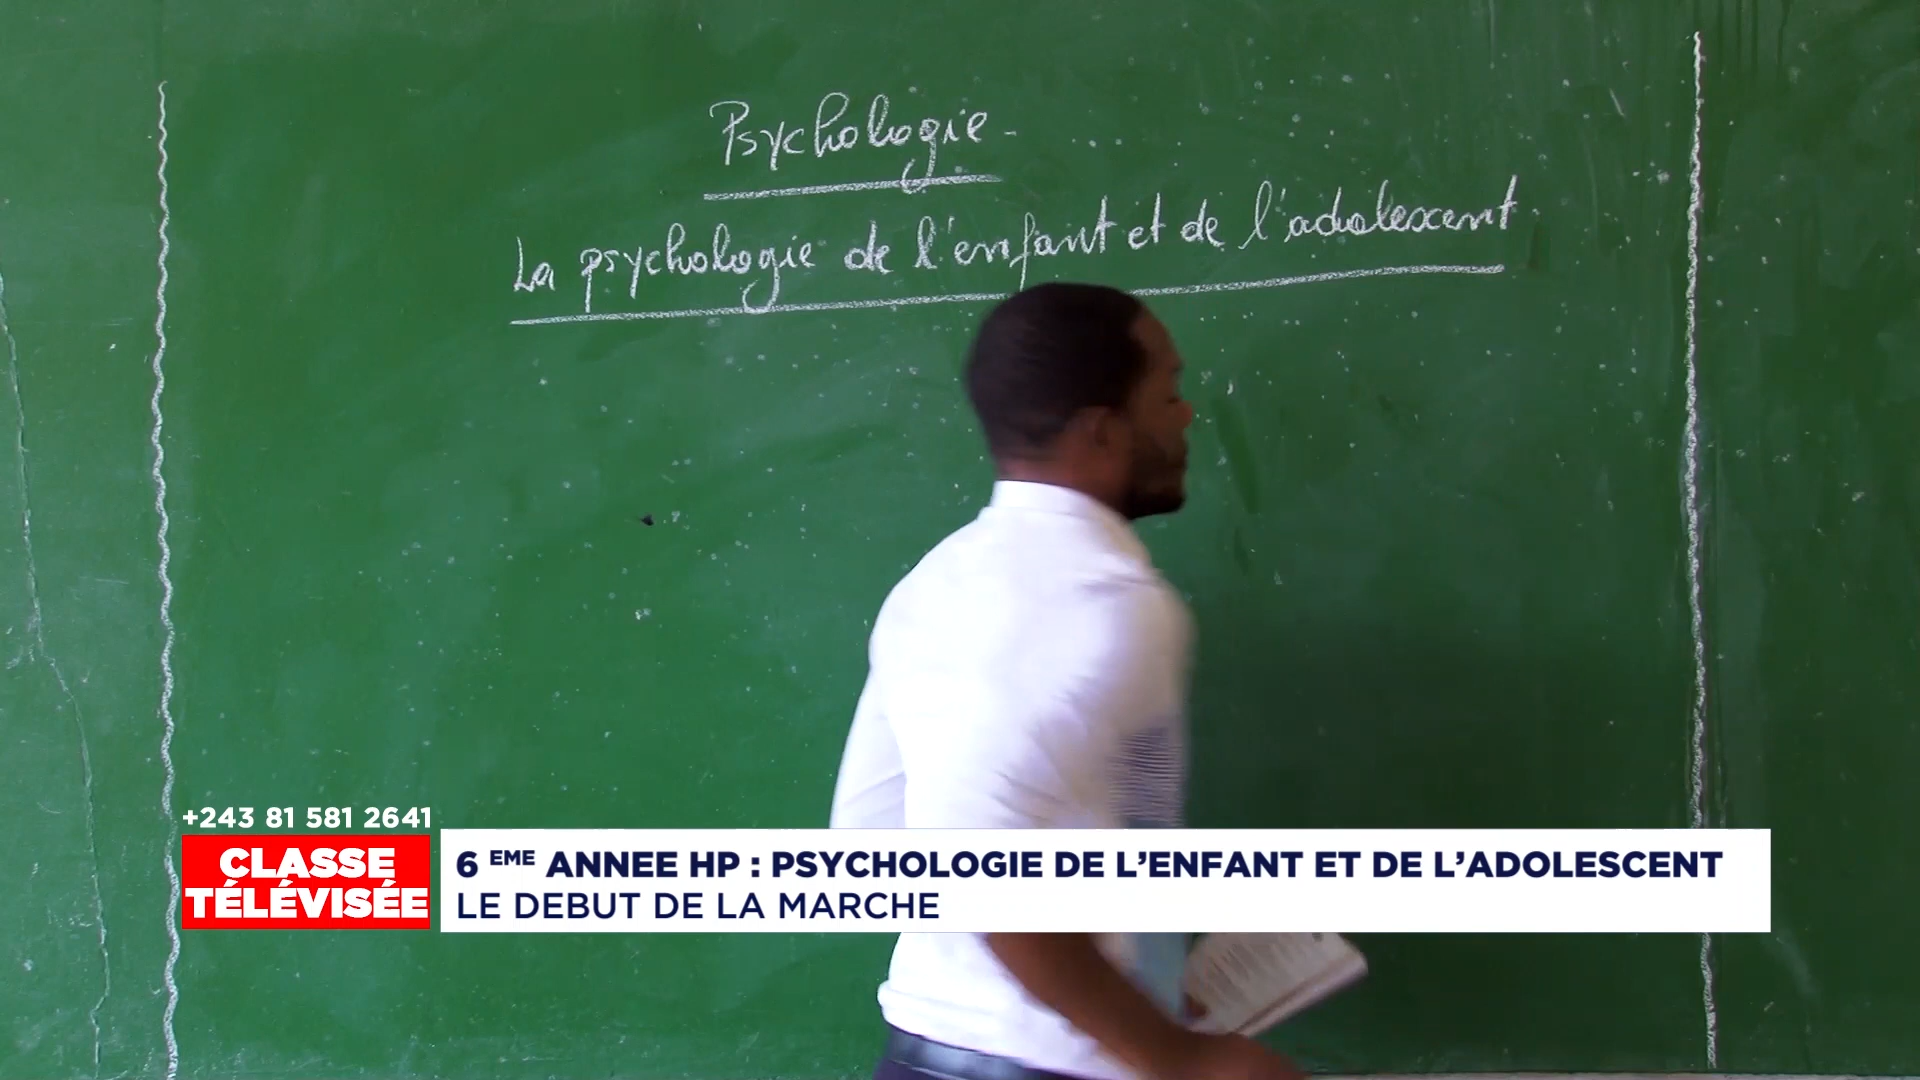 Psychologie-
La psychologie de l'enfant et de l'adolescent
+243 81 581 2641
CLASSE
TÉLÉVISÉE
6 EME ANNEE HP : PSYCHOLOGIE DE L’ENFANT ET DE L’ADOLESCENT
LE DEBUT DE LA MARCHE